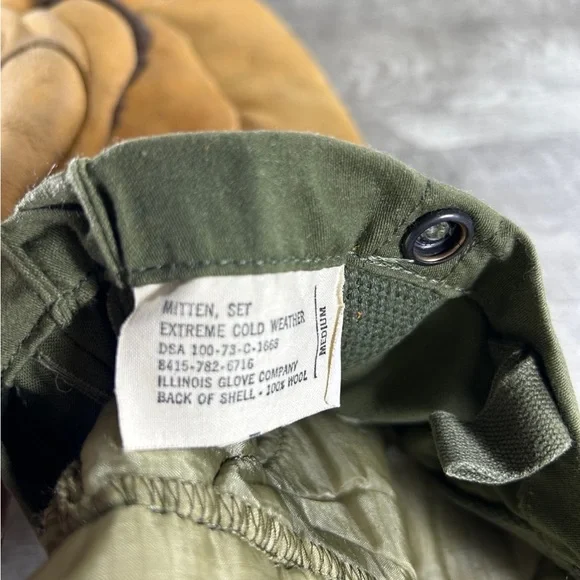 MITTEN, SET
EXTREME COLD WEATHER
DSA 100-73-C-1668
8415-782-6716
ILLINOIS GLOVE COMPANY
BACK OF SHELL - 100% WOOL
MEDIUM